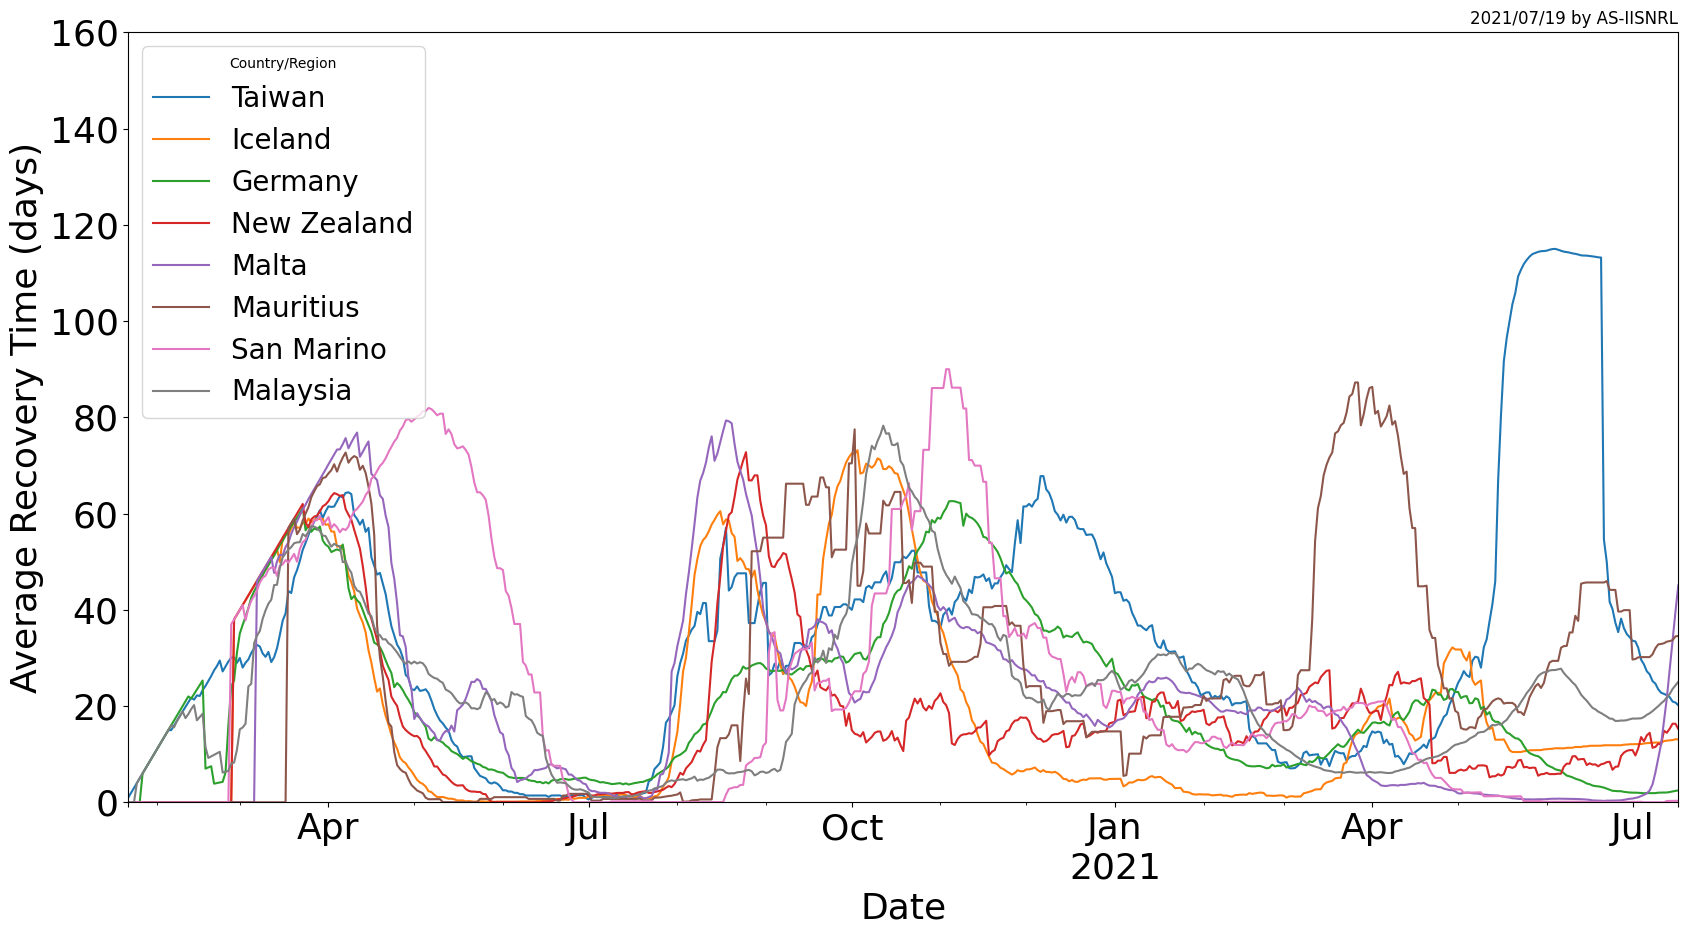 2021/07/19 by AS-IISNRL
160
140
120
100
80
60
40
20
0
Average Recovery Time (days)
Country/Region
Taiwan
Iceland
Germany
New Zealand
Malta
Mauritius
San Marino
Malaysia
Apr Jul Oct Jan Apr Jul
2021
Date